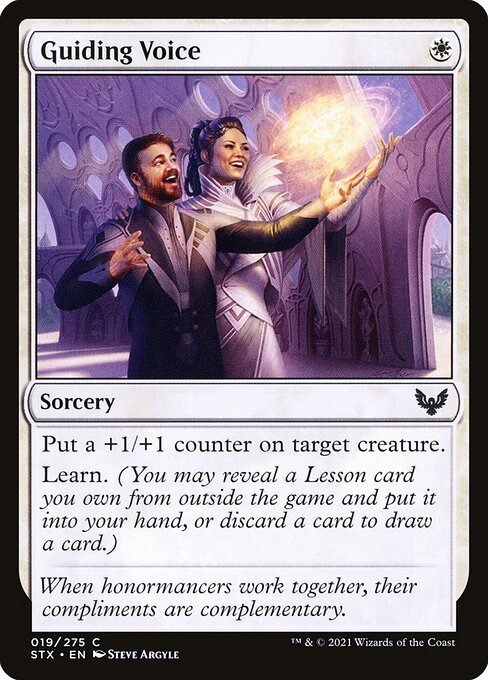 Guiding Voice
Sorcery
Put a +1/+1 counter on target creature.
Learn. (You may reveal a Lesson card
you own from outside the game and put it
into your hand, or discard a card to draw
a card.)
When honormancers work together, their
compliments are complementary.
019/275 C
STX • EN Steve Argyle
™ & © 2021 Wizards of the Coast